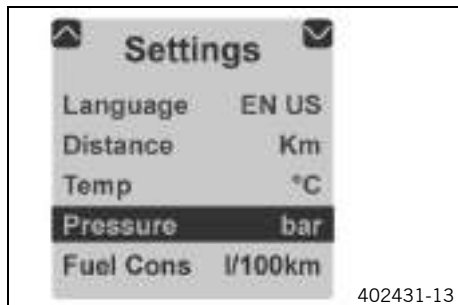 Settings
Language EN US
Distance Km
Temp °C
Pressure bar
Fuel Cons l/100km
402431-13